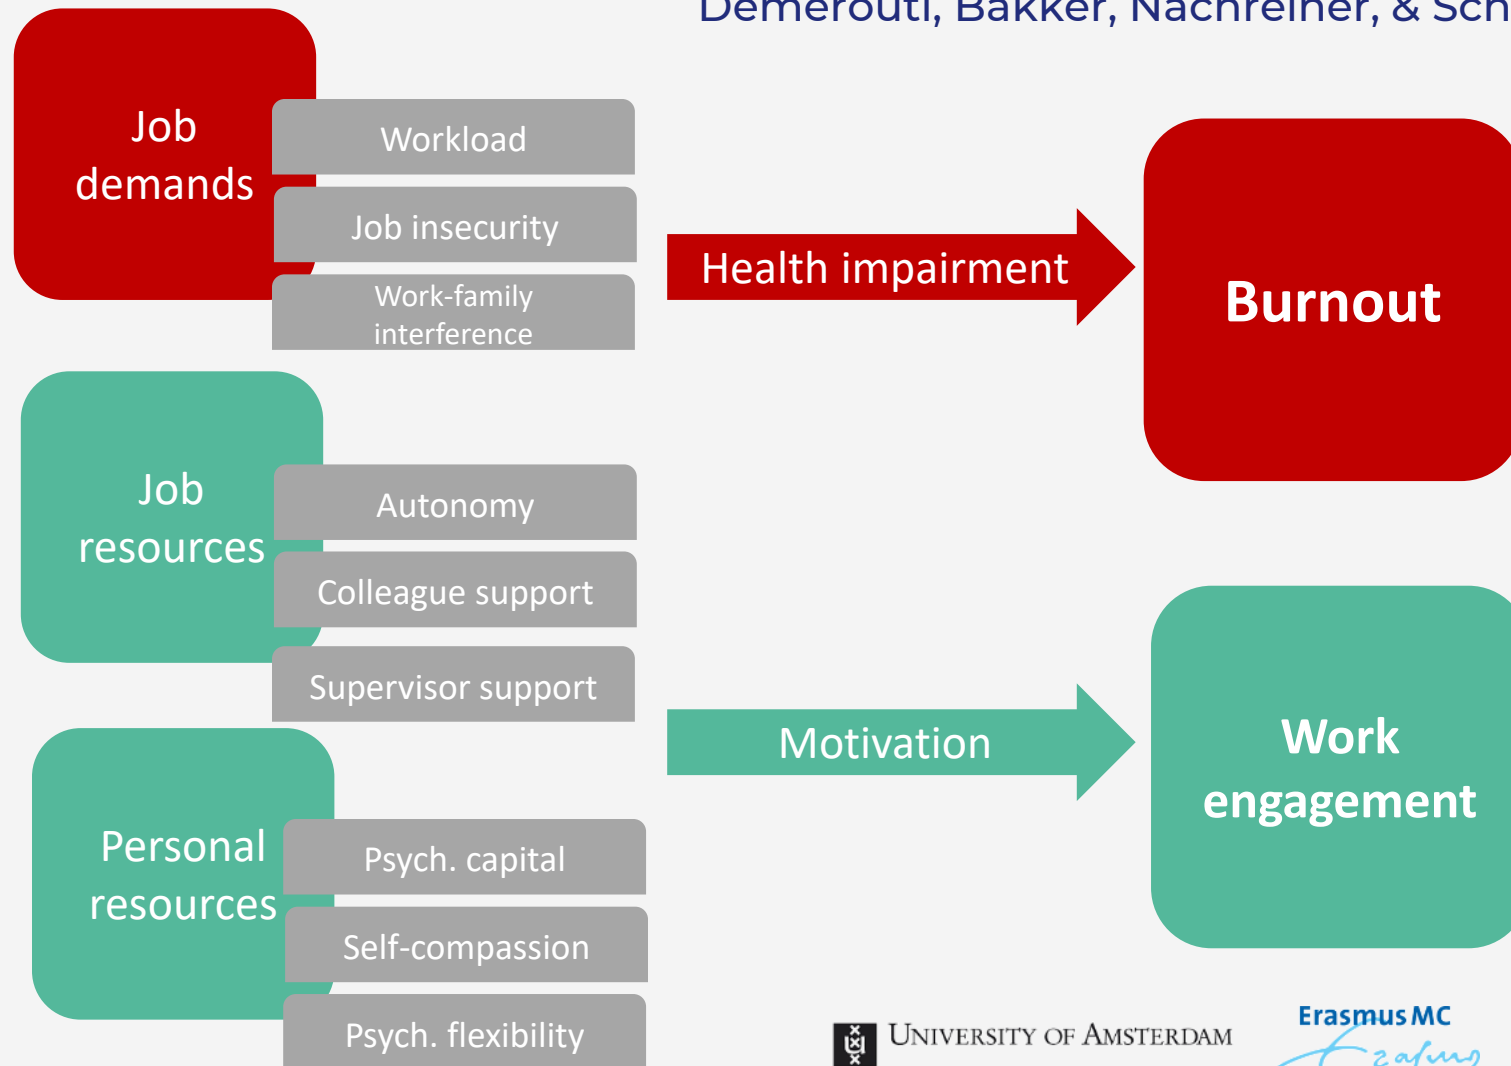 Demerouti, Bakker, Nachreiner, & Sch
Job
demands
Workload
Job insecurity
Work-family
interference
Health impairment
Burnout
Job
resources
Autonomy
Colleague support
Supervisor support
Motivation
Work
engagement
Personal
resources
Psych. capital
Self-compassion
Psych. flexibility
UNIVERSITY OF AMSTERDAM
Erasmus MC
Erasmus